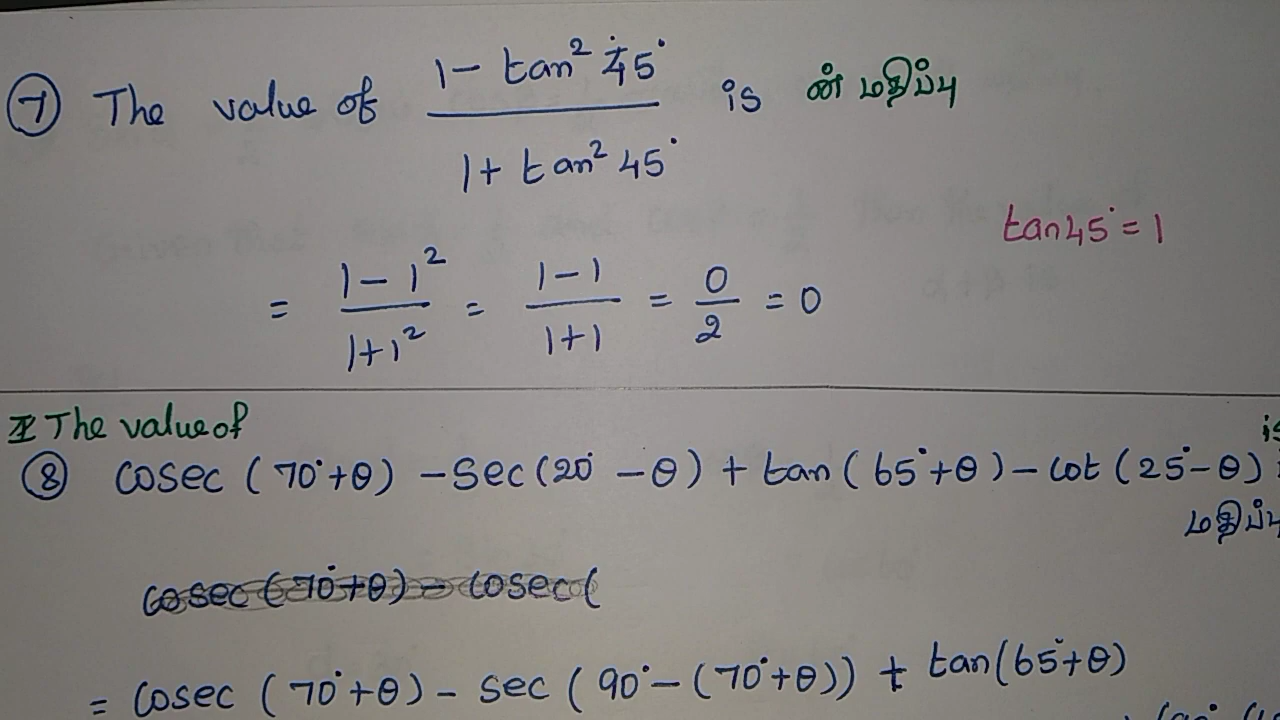 ⑦ The value of (1 - tan² 45°)/(1 + tan² 45°) is ன் மதிப்பு
tan45° = 1
= (1 - 1²)/(1+1²) = (1-1)/(1+1) = 0/2 = 0
The value of is
⑧ cosec (70°+θ) - sec(20° - θ) + tan (65°+θ) - cot (25° - θ)
மதிப்பு
cosec (70°+θ) - cosec (
= cosec (70°+θ) - sec (90° - (70°+θ)) + tan(65°+θ)